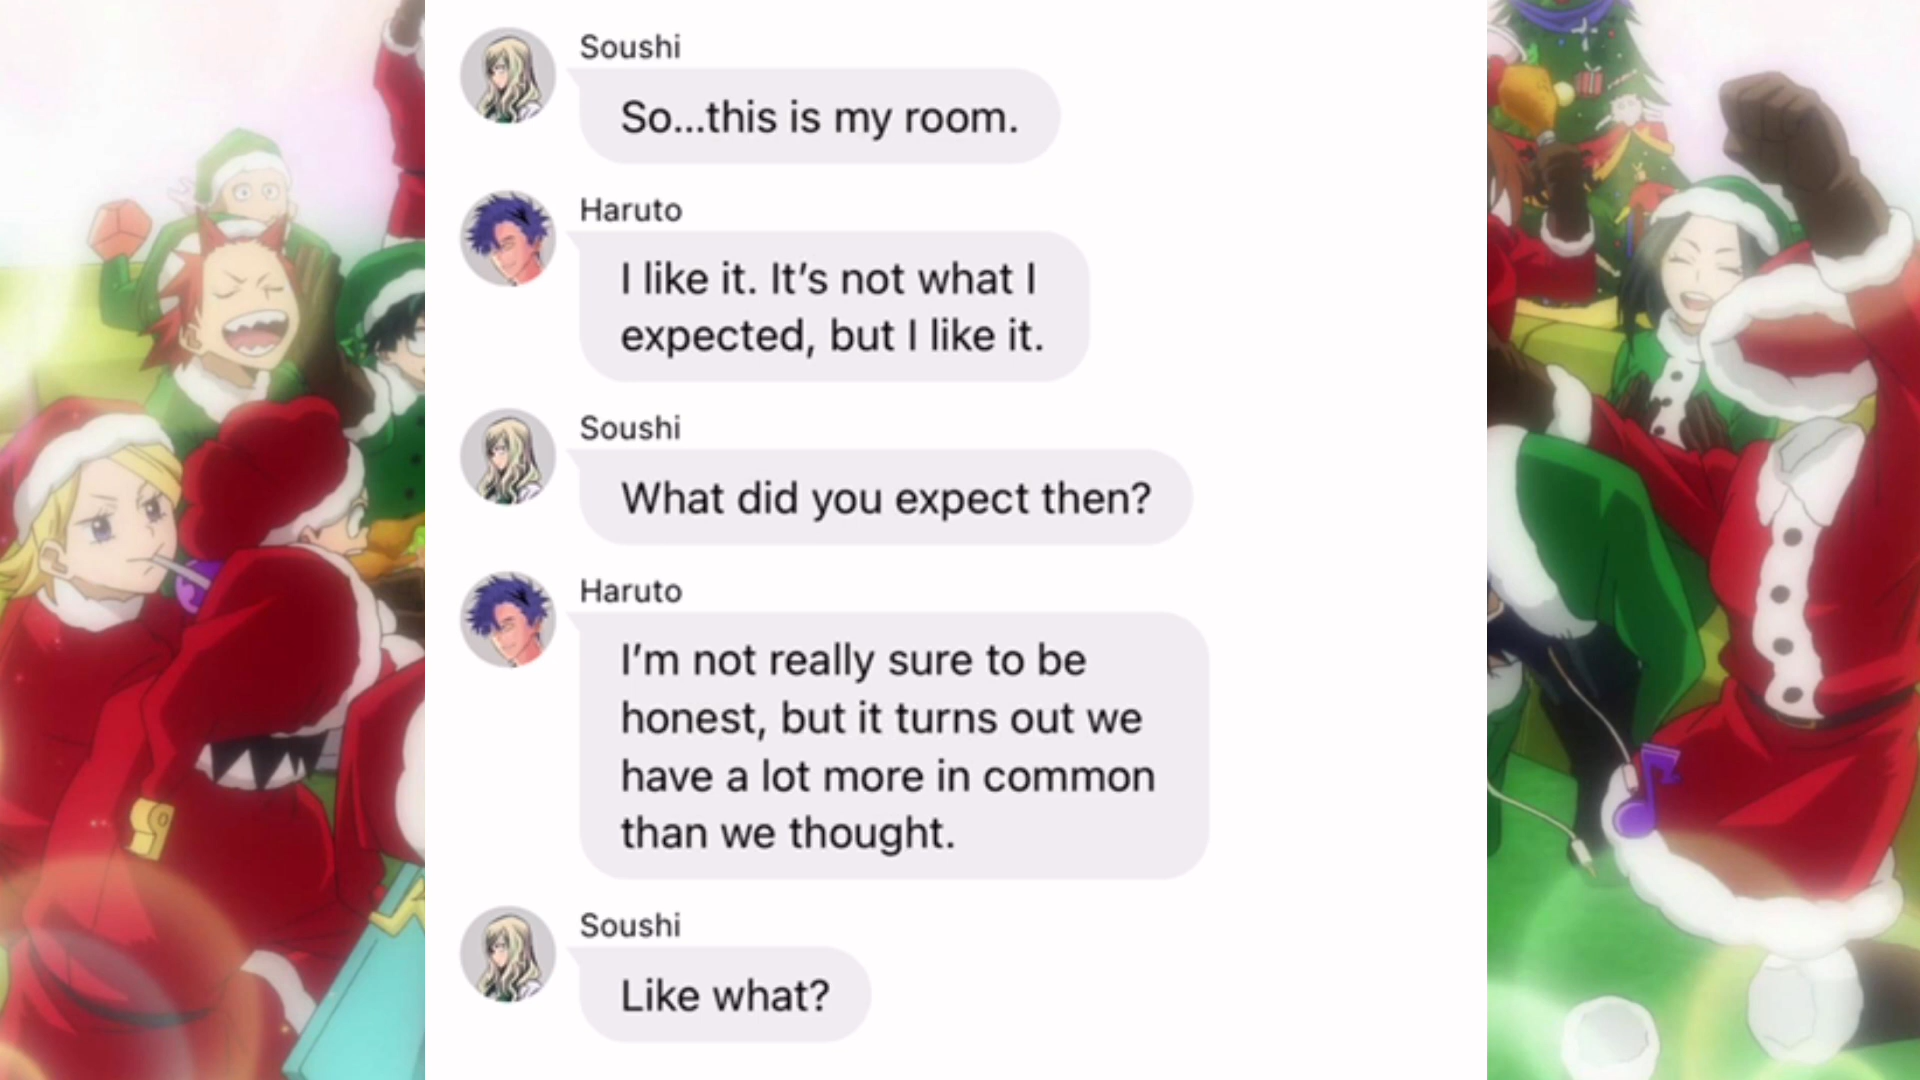 Soushi
So...this is my room.
Haruto
I like it. It’s not what I
expected, but I like it.
Soushi
What did you expect then?
Haruto
I’m not really sure to be
honest, but it turns out we
have a lot more in common
than we thought.
Soushi
Like what?